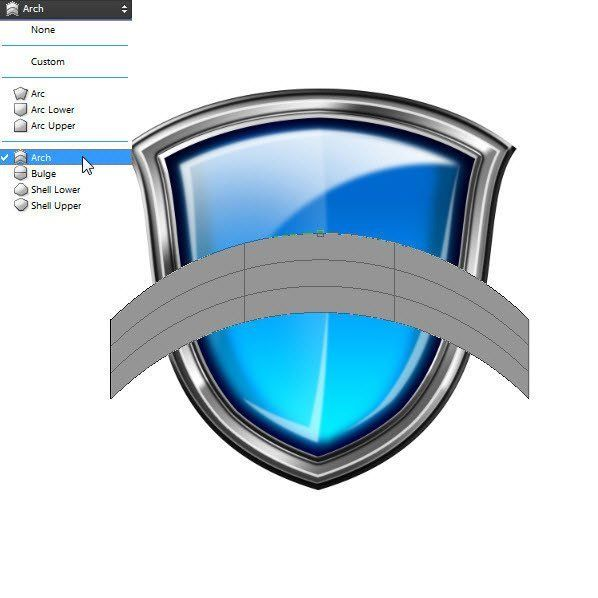 Arch
None
Custom
Arc
Arc Lower
Arc Upper
Arch
Bulge
Shell Lower
Shell Upper